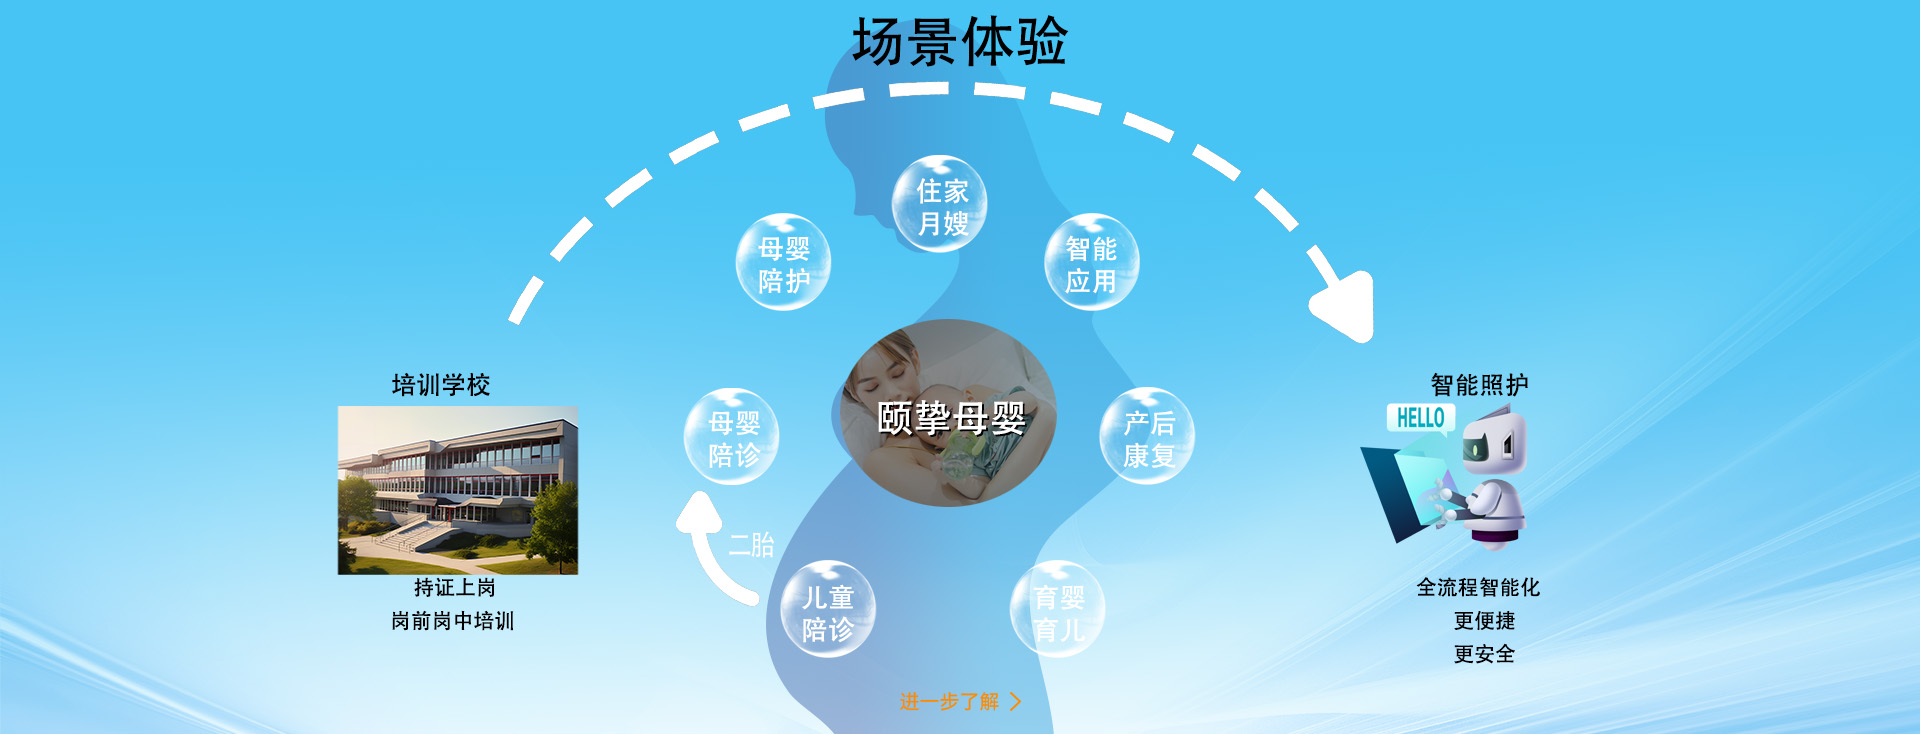 场景体验
住家
月嫂
母婴
陪护
智能
应用
培训学校
智能照护
HELLO
母婴
陪诊
颐挚母婴
产后
康复
二胎
儿童
陪诊
育婴
育儿
持证上岗
岗前岗中培训
全流程智能化
更便捷
更安全
进一步了解 >